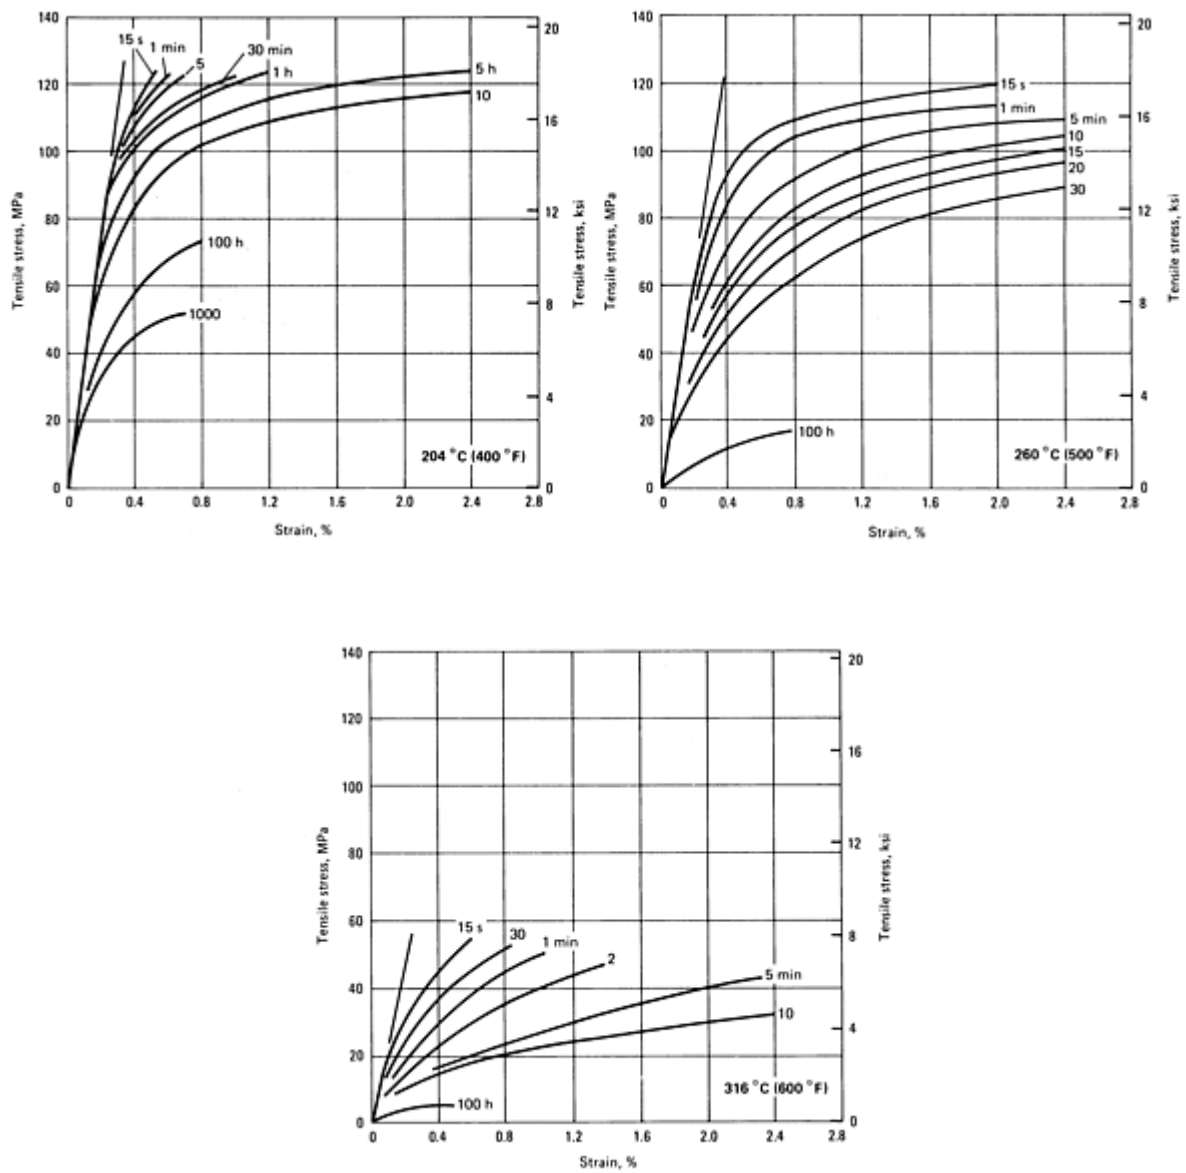 140
120
100
80
60
40
20
0
Tensile stress, MPa
15 s
1 min
5
30 min
1 h
5 h
10
100 h
1000
204 °C (400 °F)
20
16
12
8
4
0
Tensile stress, ksi
0 0.4 0.8 1.2 1.6 2.0 2.4 2.8
Strain, %
140
120
100
80
60
40
20
0
Tensile stress, MPa
15 s
1 min
5 min
10
15
20
30
100 h
260 °C (500 °F)
20
16
12
8
4
0
Tensile stress, ksi
0 0.4 0.8 1.2 1.6 2.0 2.4 2.8
Strain, %
140
120
100
80
60
40
20
0
Tensile stress, MPa
15 s
30
1 min
2
5 min
10
100 h
316 °C (600 °F)
20
16
12
8
4
0
Tensile stress, ksi
0 0.4 0.8 1.2 1.6 2.0 2.4 2.8
Strain, %